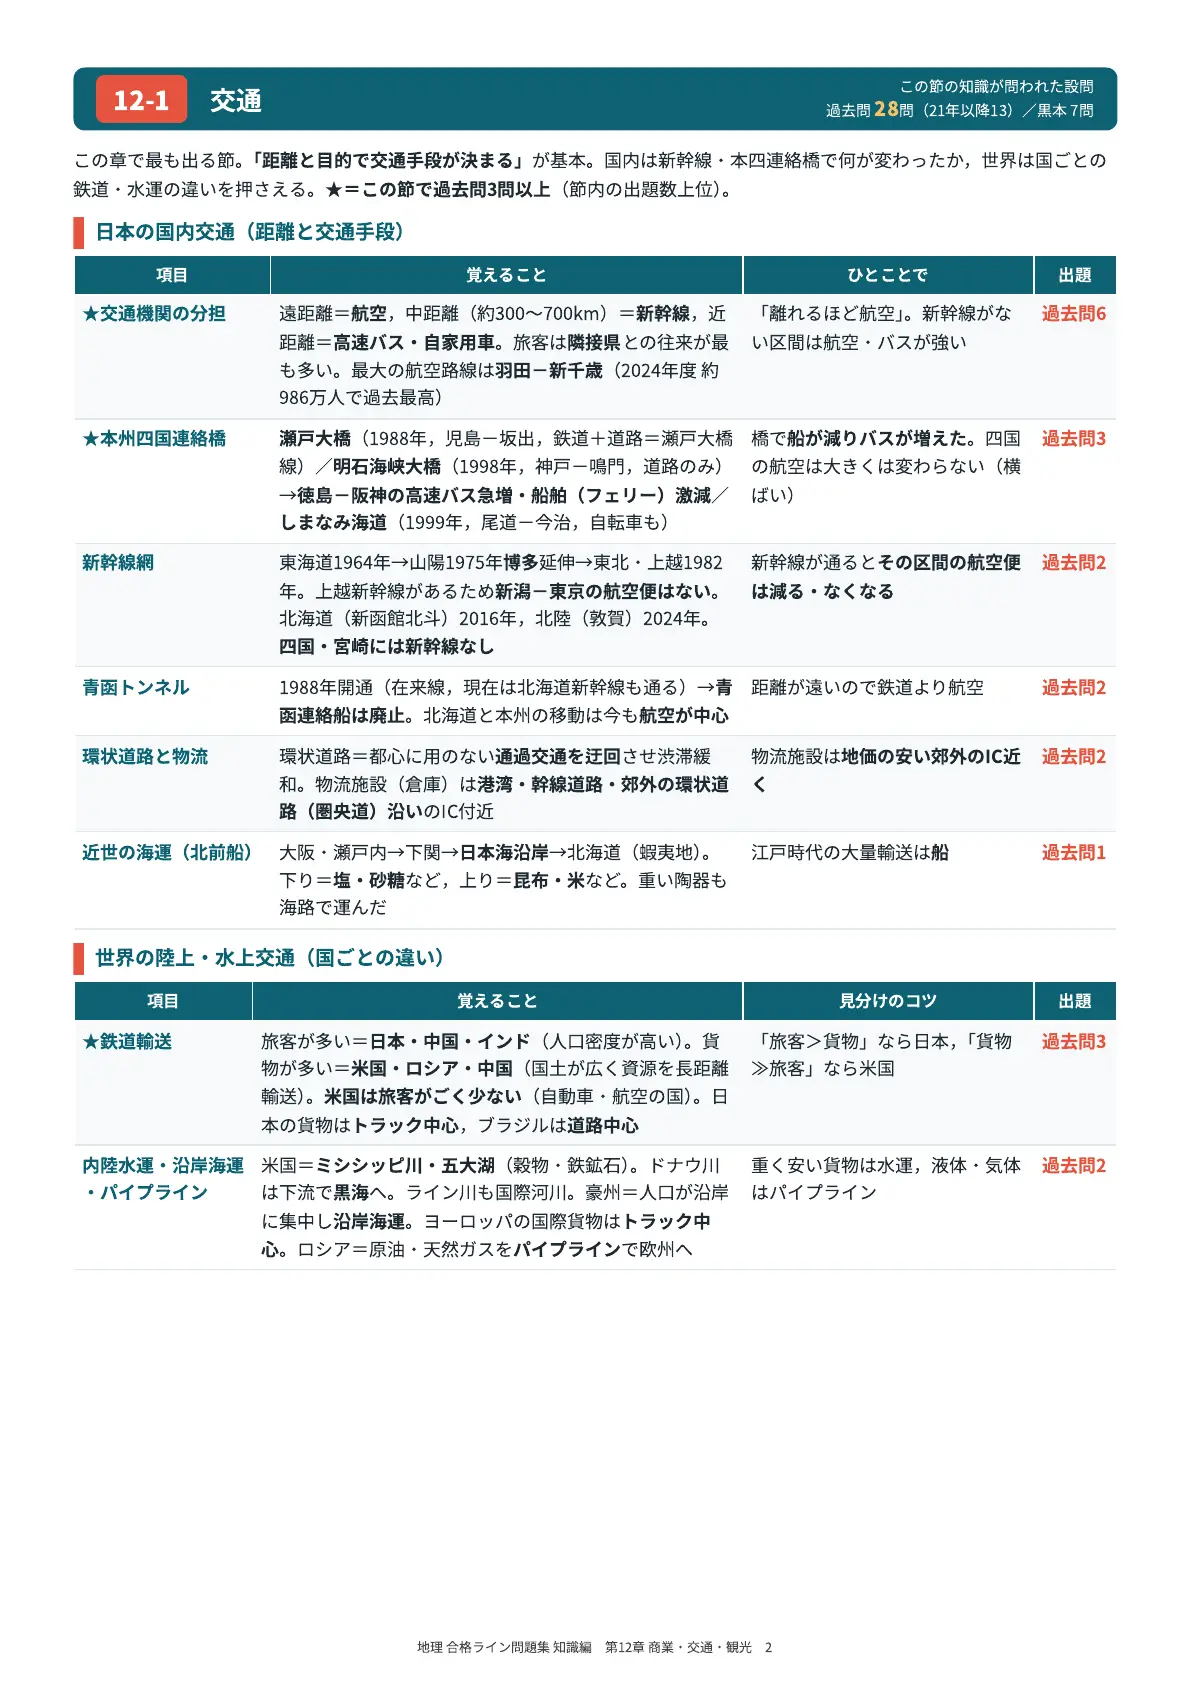 12-1 交通
この節の知識が問われた設問
過去問 28問（21年以降13）／黒本 7問
この章で最も出る節。「距離と目的で交通手段が決まる」が基本。国内は新幹線・本四連絡橋で何が変わったか，世界は国ごとの
鉄道・水運の違いを押さえる。★＝この節で過去問3問以上（節内の出題数上位）。
日本の国内交通（距離と交通手段）
項目 覚えること ひとことで 出題
★交通機関の分担
遠距離＝航空，中距離（約300〜700km）＝新幹線，近
距離＝高速バス・自家用車。旅客は隣接県との往来が最
も多い。最大の航空路線は羽田－新千歳（2024年度 約
986万人で過去最高）
「離れるほど航空」。新幹線がな
い区間は航空・バスが強い
過去問6
★本州四国連絡橋
瀬戸大橋（1988年，児島－坂出，鉄道＋道路＝瀬戸大橋
線）／明石海峡大橋（1998年，神戸－鳴門，道路のみ）
→徳島－阪神の高速バス急増・船舶（フェリー）激減／
しまなみ海道（1999年，尾道－今治，自転車も）
橋で船が減りバスが増えた。四国
の航空は大きくは変わらない（横
ばい）
過去問3
新幹線網
東海道1964年→山陽1975年博多延伸→東北・上越1982
年。上越新幹線があるため新潟－東京の航空便はない。
北海道（新函館北斗）2016年，北陸（敦賀）2024年。
四国・宮崎には新幹線なし
新幹線が通るとその区間の航空便
は減る・なくなる
過去問2
青函トンネル
1988年開通（在来線，現在は北海道新幹線も通る）→青
函連絡船は廃止。北海道と本州の移動は今も航空が中心
距離が遠いので鉄道より航空
過去問2
環状道路と物流
環状道路＝都心に用のない通過交通を迂回させ渋滞緩
和。物流施設（倉庫）は港湾・幹線道路・郊外の環状道
路（圏央道）沿いのIC付近
物流施設は地価の安い郊外のIC近
く
過去問2
近世の海運（北前船）
大阪・瀬戸内→下関→日本海沿岸→北海道（蝦夷地）。
下り＝塩・砂糖など，上り＝昆布・米など。重い陶器も
海路で運んだ
江戸時代の大量輸送は船
過去問1
世界の陸上・水上交通（国ごとの違い）
項目 覚えること 見分けのコツ 出題
★鉄道輸送
旅客が多い＝日本・中国・インド（人口密度が高い）。貨
物が多い＝米国・ロシア・中国（国土が広く資源を長距離
輸送）。米国は旅客がごく少ない（自動車・航空の国）。日
本の貨物はトラック中心，ブラジルは道路中心
「旅客＞貨物」なら日本，「貨物
≫旅客」なら米国
過去問3
内陸水運・沿岸海運
・パイプライン
米国＝ミシシッピ川・五大湖（穀物・鉄鉱石）。ドナウ川
は下流で黒海へ。ライン川も国際河川。豪州＝人口が沿岸
に集中し沿岸海運。ヨーロッパの国際貨物はトラック中
心。ロシア＝原油・天然ガスをパイプラインで欧州へ
重く安い貨物は水運，液体・気体
はパイプライン
過去問2
地理 合格ライン問題集 知識編　第12章 商業・交通・観光　2